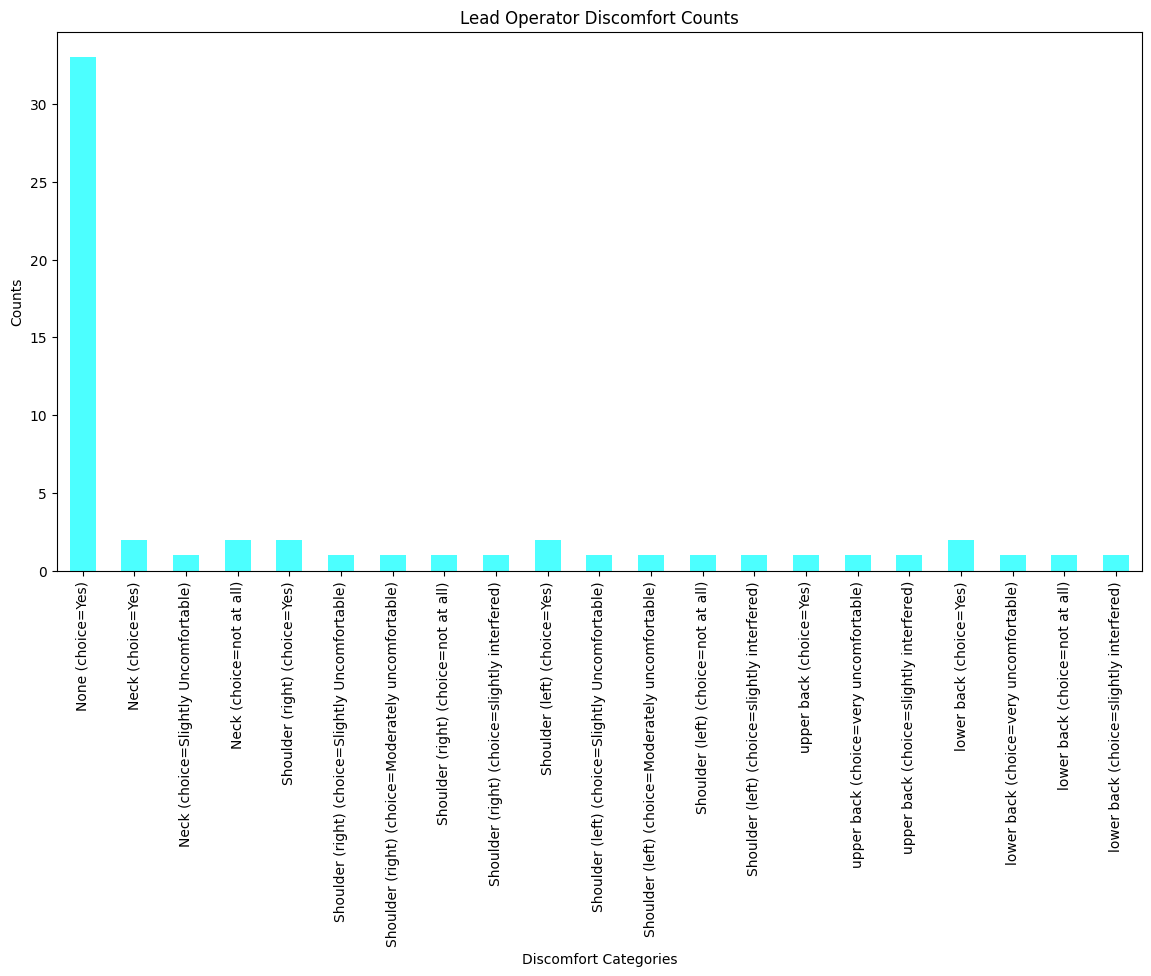 Lead Operator Discomfort Counts
Counts
30
25
20
15
10
5
0
None (choice=Yes)
Neck (choice=Yes)
Neck (choice=Slightly Uncomfortable)
Neck (choice=not at all)
Shoulder (right) (choice=Yes)
Shoulder (right) (choice=Slightly Uncomfortable)
Shoulder (right) (choice=Moderately uncomfortable)
Shoulder (right) (choice=not at all)
Shoulder (right) (choice=slightly interfered)
Shoulder (left) (choice=Yes)
Shoulder (left) (choice=Slightly Uncomfortable)
Shoulder (left) (choice=Moderately uncomfortable)
Shoulder (left) (choice=not at all)
Shoulder (left) (choice=slightly interfered)
upper back (choice=Yes)
upper back (choice=very uncomfortable)
upper back (choice=slightly interfered)
lower back (choice=Yes)
lower back (choice=very uncomfortable)
lower back (choice=not at all)
lower back (choice=slightly interfered)
Discomfort Categories